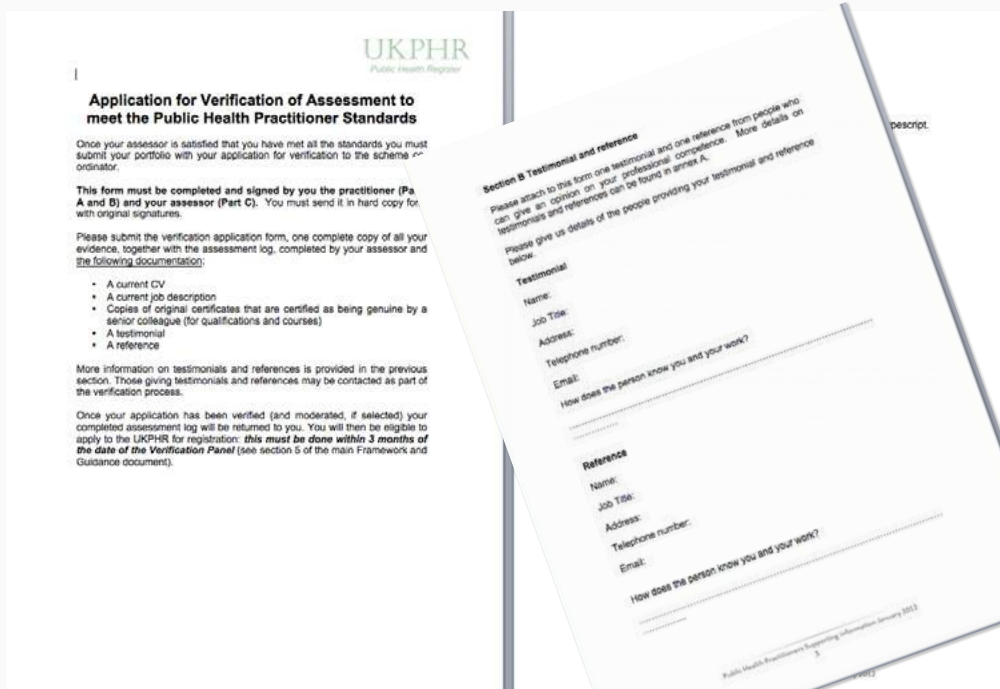 UKPHR
Public Health Register
Application for Verification of Assessment to
meet the Public Health Practitioner Standards
Once your assessor is satisfied that you have met all the standards you must
submit your portfolio with your application for verification to the scheme
ordinator.
This form must be completed and signed by you the practitioner (Pa
A and B) and your assessor (Part C). You must send it in hard copy for
with original signatures.
Please submit the verification application form, one complete copy of all your
evidence, together with the assessment log, completed by your assessor and
the following documentation:
• A current CV
• A current job description
• Copies of original certificates that are certified as being genuine by a
senior colleague (for qualifications and courses)
• A testimonial
• A reference
More information on testimonials and references is provided in the previous
section. Those giving testimonials and references may be contacted as part of
the verification process.
Once your application has been verified (and moderated, if selected) your
completed assessment log will be returned to you. You will then be eligible to
apply to the UKPHR for registration: this must be done within 3 months of
the date of the Verification Panel (see section 5 of the main Framework and
Guidance document).
Section B Testimonial and reference
Please attach to this form one testimonial and one reference from people who
can give an opinion on your professional competence. More details on
testimonials and references can be found in annex A.
Please give us details of the people providing your testimonial and reference
below.
Testimonial
Name:
Job Title:
Address:
Telephone number:
Email:
How does the person know you and your work?
Reference
Name:
Job Title:
Address:
Telephone number:
Email:
How does the person know you and your work?
Public Health Practitioners Supporting Information January 2013
3
pescript.